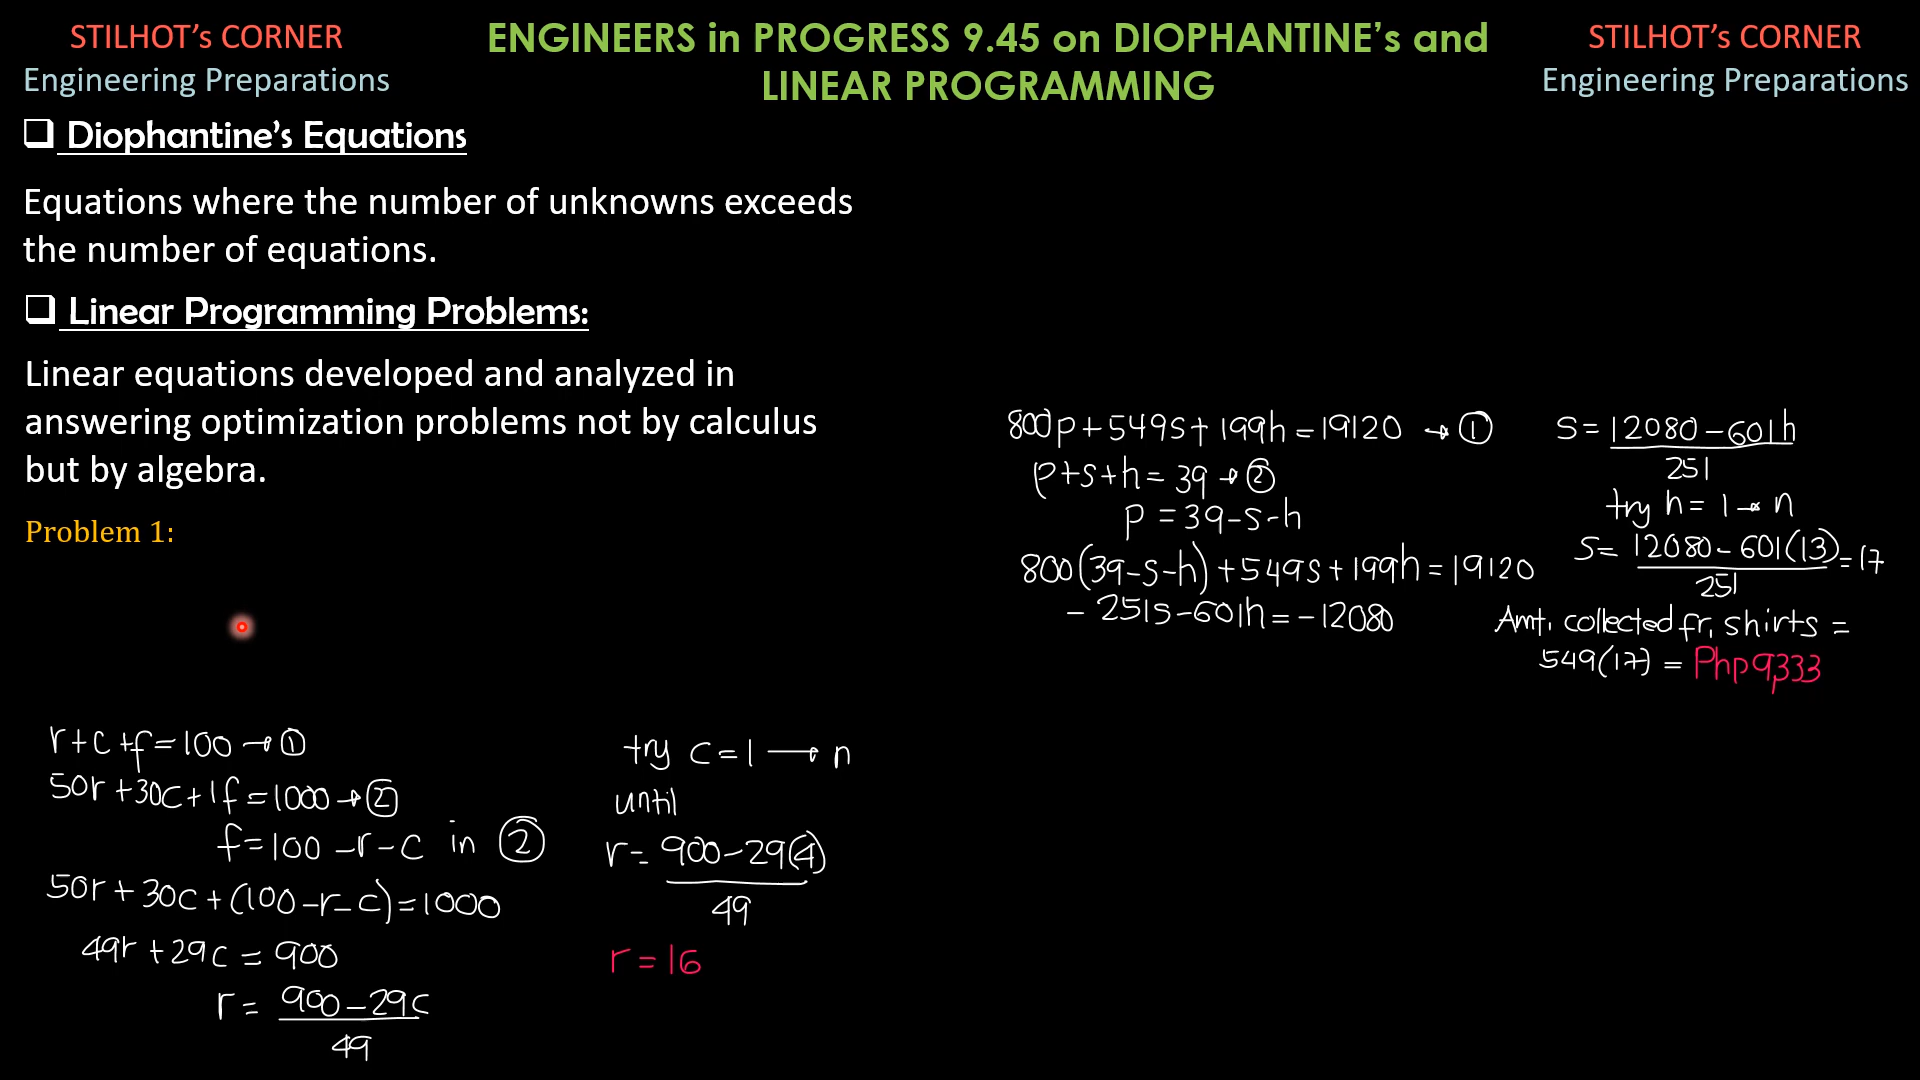 STILHOT's CORNER
Engineering Preparations
ENGINEERS in PROGRESS 9.45 on DIOPHANTINE's and
LINEAR PROGRAMMING
STILHOT's CORNER
Engineering Preparations
Diophantine's Equations
Equations where the number of unknowns exceeds
the number of equations.
Linear Programming Problems:
Linear equations developed and analyzed in
answering optimization problems not by calculus
but by algebra.
Problem 1:
r+c+f=100→①
50r+30c+1f=1000→②
f=100-r-c in ②
50r+30c+(100-r-c)=1000
49r+29c=900
r= 900-29c
49
try c=1→n
until
r= 900-29(4)
49
r=16
800p+549s+199h=19120→①
p+s+h=39→②
p=39-s-h
800(39-s-h)+549s+199h=19120
-251s-601h=-12080
s= 12080-601h
251
try h=1→n
s= 12080-601(13) =17
251
Amt. collected fr. shirts =
549(17) = Php9333